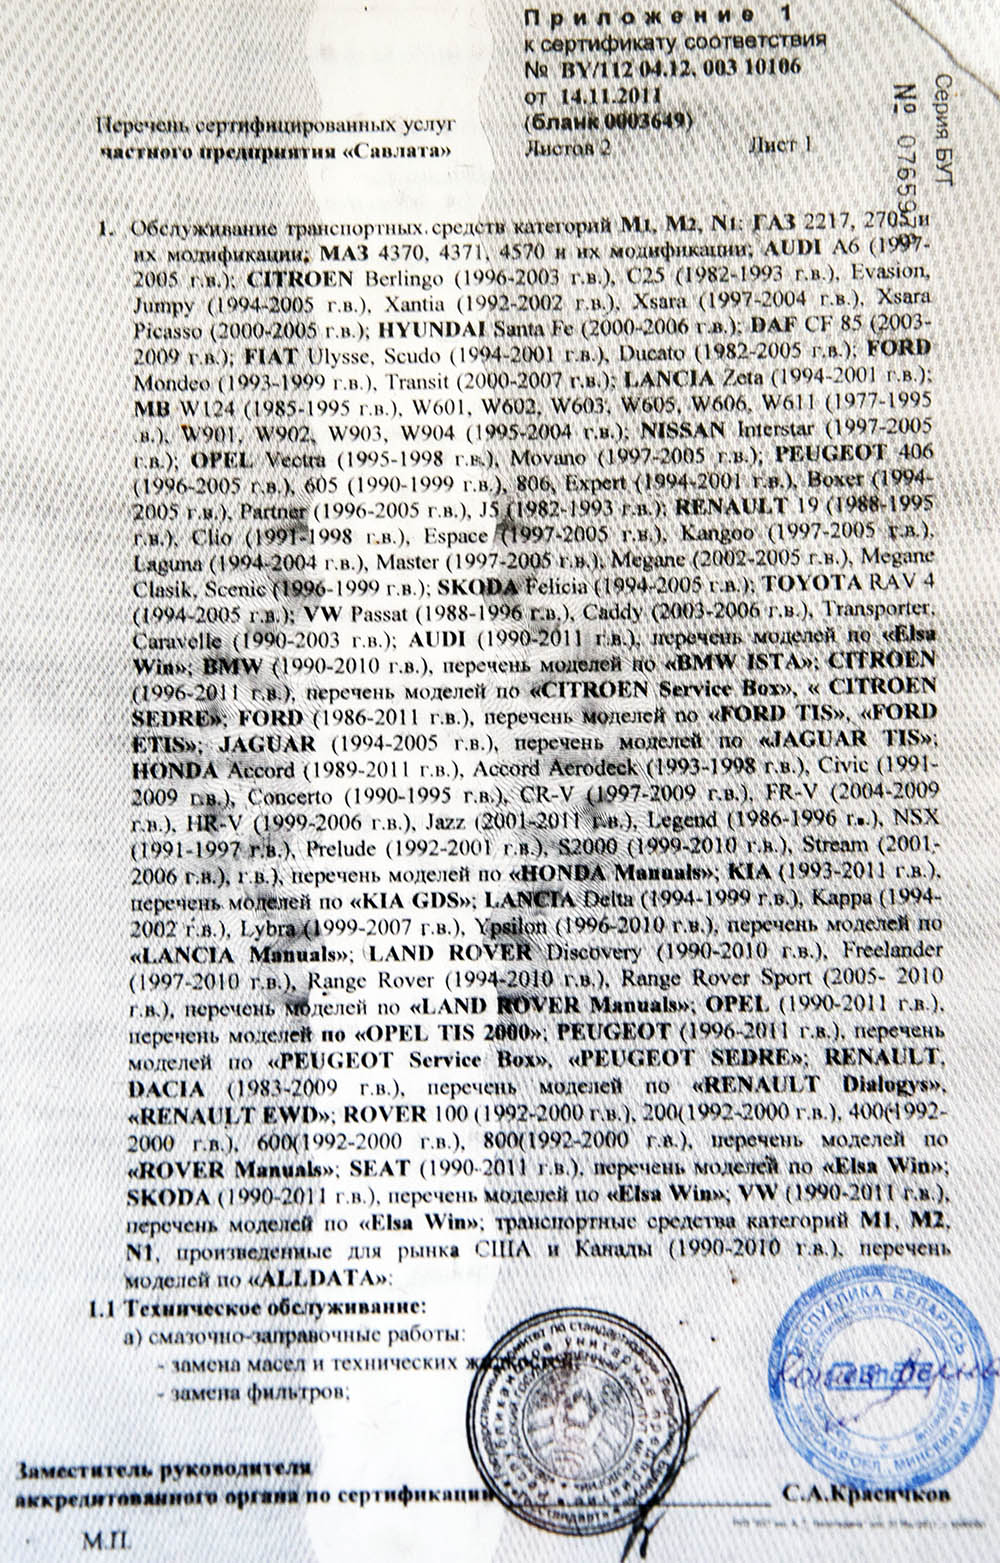 Приложение 1
к сертификату соответствия
№ BY/112 04.12. 003 10106
от 14.11.2011
(бланк 0003649)
Листов 2 Лист 1
Серия БУТ
№ 07659
Перечень сертифицированных услуг
частного предприятия «Савлата»
1. Обслуживание транспортных средств категорий М1, М2, N1: ГАЗ 2217, 2705 и
их модификации; МАЗ 4370, 4371, 4570 и их модификации; AUDI A6 (1997-
2005 г.в.); CITROEN Berlingo (1996-2003 г.в.), C25 (1982-1993 г.в.), Evasion,
Jumpy (1994-2005 г.в.), Xantia (1992-2002 г.в.), Xsara (1997-2004 г.в.), Xsara
Picasso (2000-2005 г.в.); HYUNDAI Santa Fe (2000-2006 г.в.); DAF CF 85 (2003-
2009 г.в.); FIAT Ulysse, Scudo (1994-2001 г.в.), Ducato (1982-2005 г.в.); FORD
Mondeo (1993-1999 г.в.), Transit (2000-2007 г.в.); LANCIA Zeta (1994-2001 г.в.);
MB W124 (1985-1995 г.в.), W601, W602, W603, W605, W606, W611 (1977-1995
.в.), W901, W902, W903, W904 (1995-2004 г.в.); NISSAN Interstar (1997-2005
г.в.); OPEL Vectra (1995-1998 г.в.), Movano (1997-2005 г.в.); PEUGEOT 406
(1996-2005 г.в.), 605 (1990-1999 г.в.), 806, Expert (1994-2001 г.в.), Boxer (1994-
2005 г.в.), Partner (1996-2005 г.в.), J5 (1982-1993 г.в.); RENAULT 19 (1988-1995
г.в.), Clio (1991-1998 г.в.), Espace (1997-2005 г.в.), Kangoo (1997-2005 г.в.),
Laguna (1994-2004 г.в.), Master (1997-2005 г.в.); Megane (2002-2005 г.в.), Megane
Clasik, Scenic (1996-1999 г.в.); SKODA Felicia (1994-2005 г.в.); TOYOTA RAV 4
(1994-2005 г.в.); VW Passat (1988-1996 г.в.), Caddy (2003-2006 г.в.), Transporter,
Caravelle (1990-2003 г.в.); AUDI (1990-2011 г.в.), перечень моделей по «Elsa
Win»; BMW (1990-2010 г.в.), перечень моделей по «BMW ISTA»; CITROEN
(1996-2011 г.в.), перечень моделей по «CITROEN Service Box», « CITROEN
SEDRE»; FORD (1986-2011 г.в.), перечень моделей по «FORD TIS», «FORD
ETIS»; JAGUAR (1994-2005 г.в.), перечень моделей по «JAGUAR TIS»;
HONDA Accord (1989-2011 г.в.), Accord Aerodeck (1993-1998 г.в.), Civic (1991-
2009 г.в.), Concerto (1990-1995 г.в.), CR-V (1997-2009 г.в.), FR-V (2004-2009
г.в.), HR-V (1999-2006 г.в.), Jazz (2001-2011 г.в.), Legend (1986-1996 г.в.), NSX
(1991-1997 г.в.), Prelude (1992-2001 г.в.), S2000 (1999-2010 г.в.), Stream (2001-
2006 г.в.), г.в.), перечень моделей по «HONDA Manuals»; KIA (1993-2011 г.в.),
перечень моделей по «KIA GDS»; LANCIA Delta (1994-1999 г.в.), Kappa (1994-
2002 г.в.), Lybra (1999-2007 г.в.), Ypsilon (1996-2010 г.в.), перечень моделей по
«LANCIA Manuals»; LAND ROVER Discovery (1990-2010 г.в.), Freelander
(1997-2010 г.в.), Range Rover (1994-2010 г.в.), Range Rover Sport (2005- 2010
г.в.), перечень моделей по «LAND ROVER Manuals»; OPEL (1990-2011 г.в.),
перечень моделей по «OPEL TIS 2000»; PEUGEOT (1996-2011 г.в.), перечень
моделей по «PEUGEOT Service Box», «PEUGEOT SEDRE»; RENAULT,
DACIA (1983-2009 г.в.), перечень моделей по «RENAULT Dialogys»,
«RENAULT EWD»; ROVER 100 (1992-2000 г.в.), 200(1992-2000 г.в.), 400(1992-
2000 г.в.), 600(1992-2000 г.в.), 800(1992-2000 г.в.), перечень моделей по
«ROVER Manuals»; SEAT (1990-2011 г.в.), перечень моделей по «Elsa Win»;
SKODA (1990-2011 г.в.), перечень моделей по «Elsa Win»; VW (1990-2011 г.в.),
перечень моделей по «Elsa Win»; транспортные средства категорий М1, М2,
N1, произведенные для рынка США и Канады (1990-2010 г.в.), перечень
моделей по «ALLDATA»:
1.1 Техническое обслуживание:
а) смазочно-заправочные работы:
- замена масел и технических жидкостей;
- замена фильтров;
РЕСПУБЛИКА БЕЛАРУСЬ
Заместитель руководителя
аккредитованного органа по сертификации С.А.Красичков
М.П.